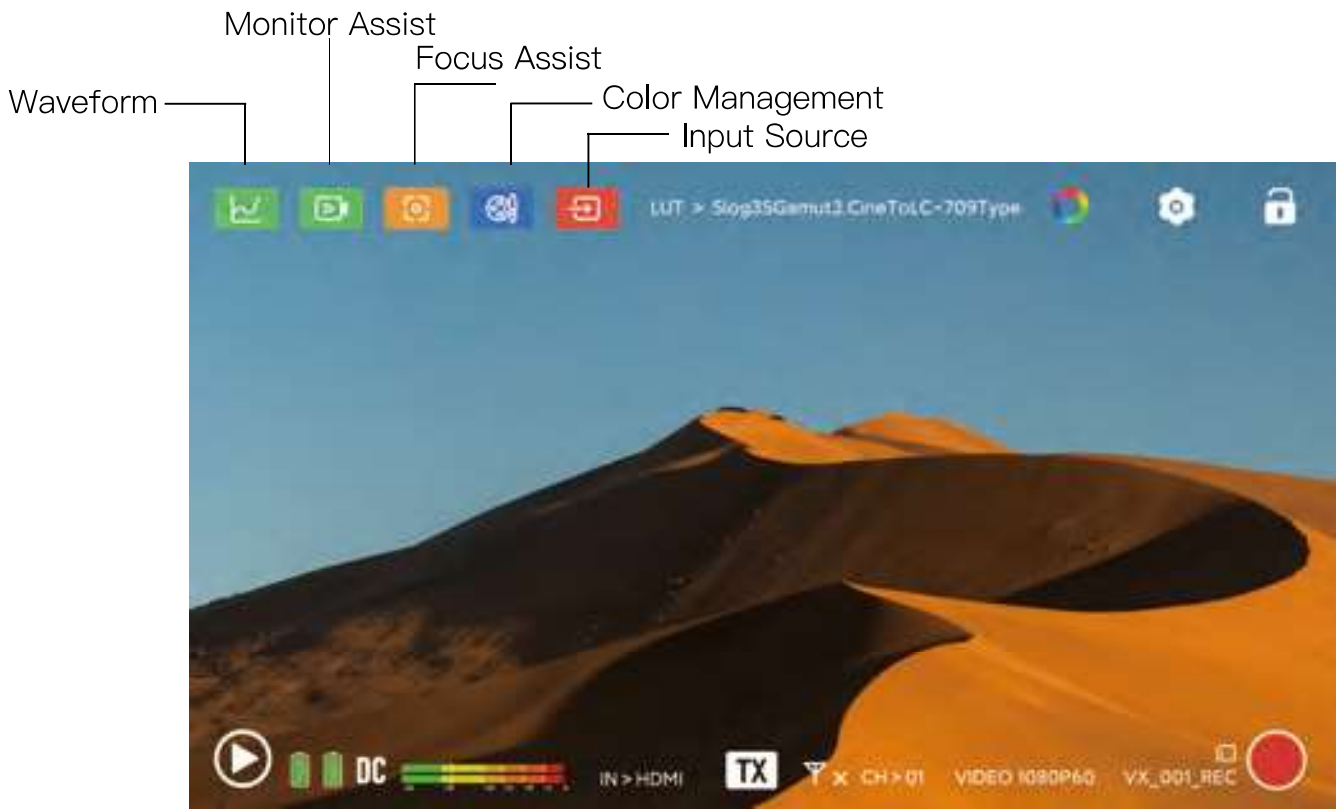 Monitor Assist
Focus Assist
Waveform
Color Management
Input Source
LUT > Slog3SGamut3.CineToLC-709Type
DC
IN > HDMI
TX
CH > 01
VIDEO 1080P60
VX_001_REC